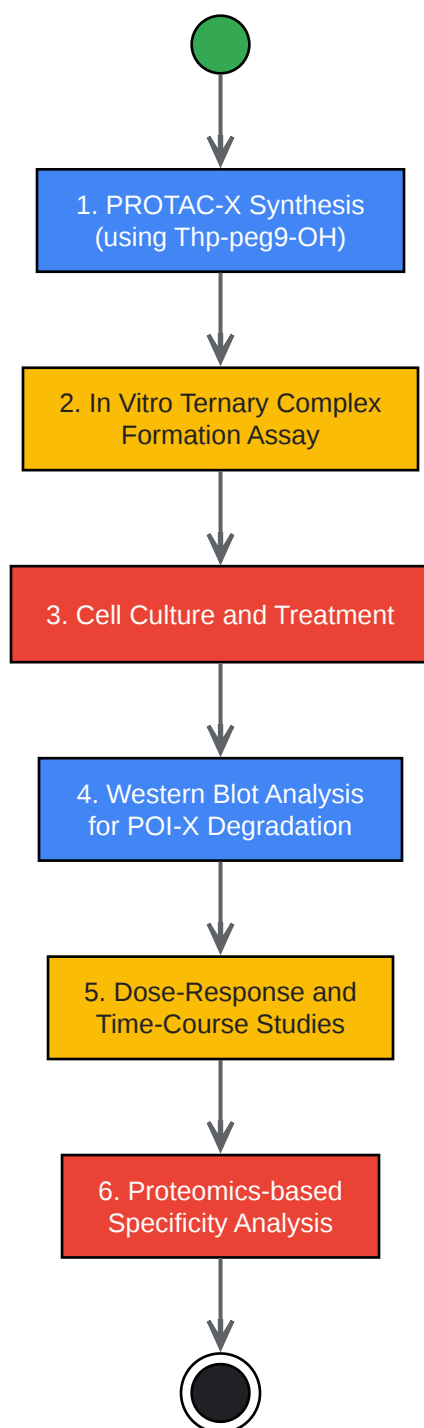 1. PROTAC-X Synthesis
(using Thp-peg9-OH)
2. In Vitro Ternary Complex
Formation Assay
3. Cell Culture and Treatment
4. Western Blot Analysis
for POI-X Degradation
5. Dose-Response and
Time-Course Studies
6. Proteomics-based
Specificity Analysis